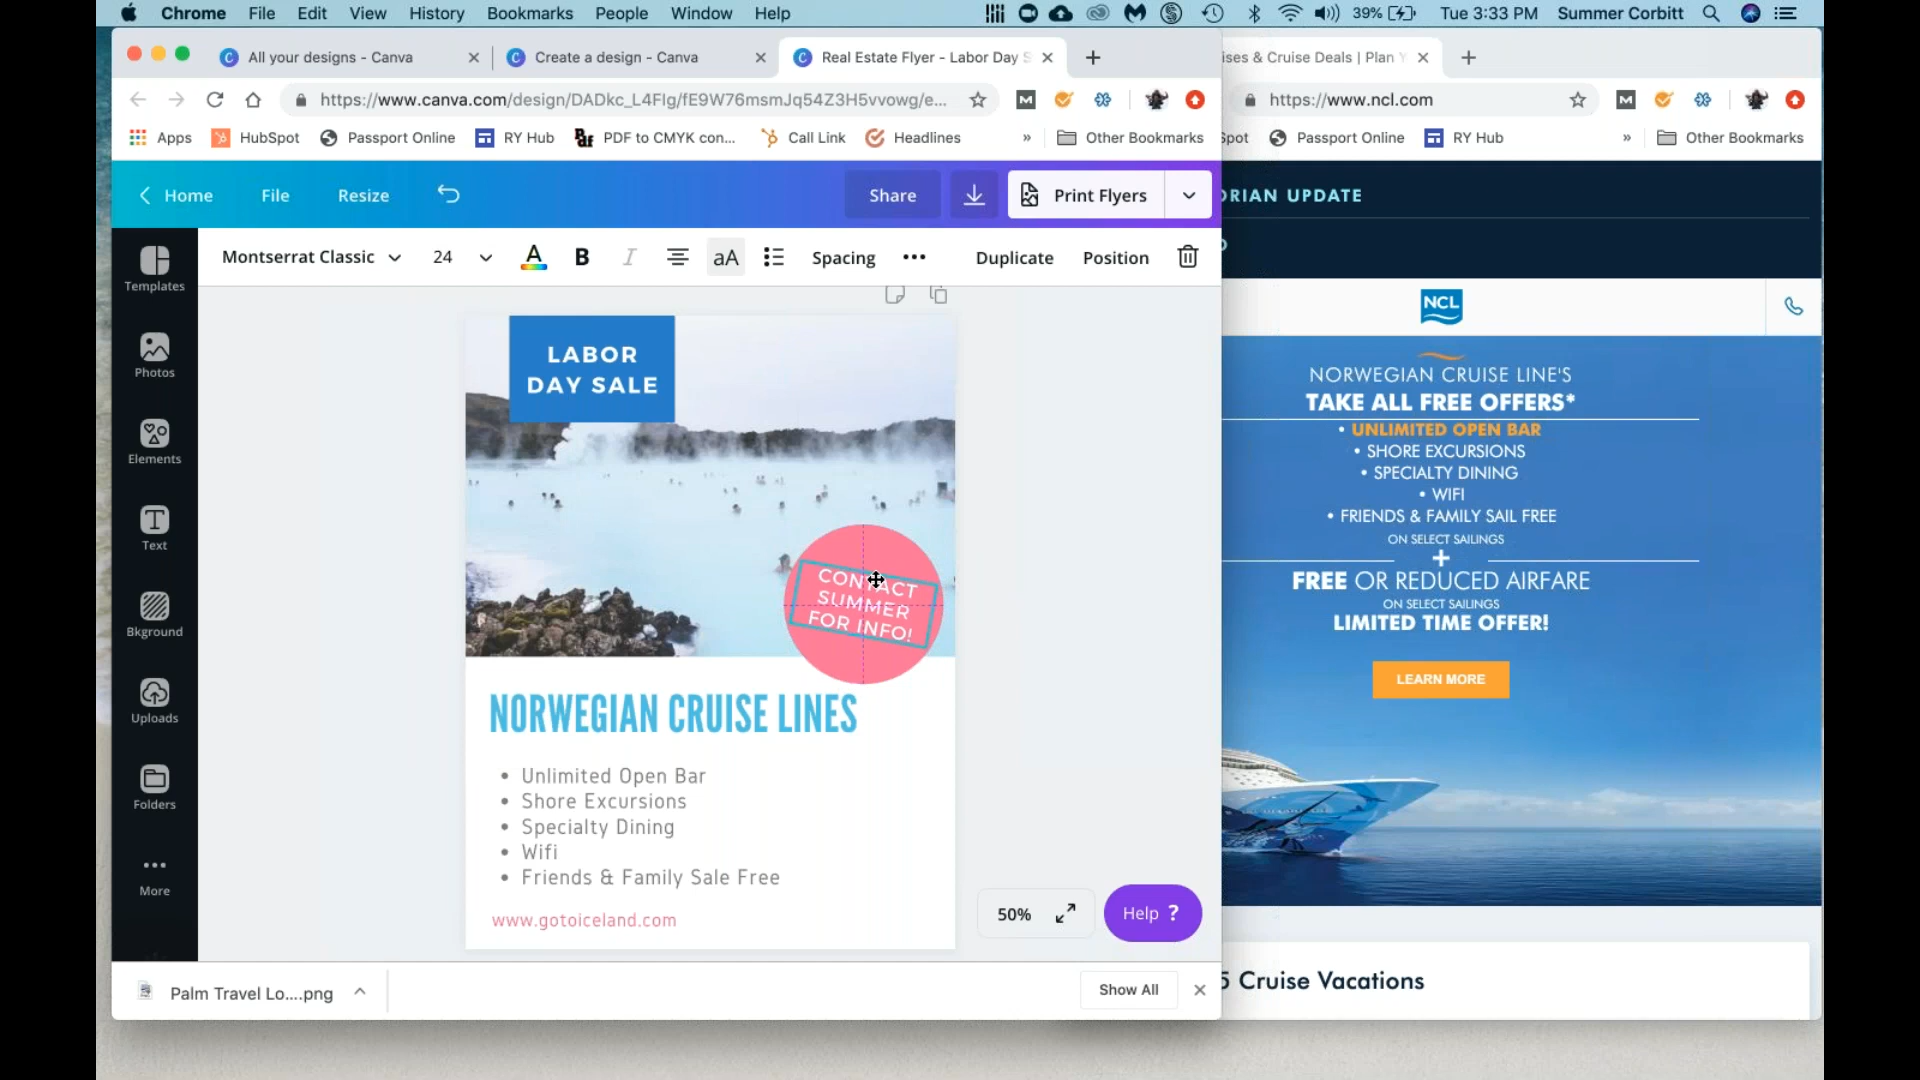 Chrome File Edit View History Bookmarks People Window Help 39% Tue 3:33 PM Summer Corbitt
All your designs - Canva
Create a design - Canva
Real Estate Flyer - Labor Day S
ises & Cruise Deals | Plan Y
https://www.canva.com/design/DADkc_L4FIg/fE9W76msmJq54Z3H5vvowg/e...
https://www.ncl.com
Apps HubSpot Passport Online RY Hub PDF to CMYK con... Call Link Headlines » Other Bookmarks
spot Passport Online RY Hub » Other Bookmarks
Home File Resize Share Print Flyers
Montserrat Classic 24 A B I aA Spacing ••• Duplicate Position
Templates
Photos
Elements
Text
Bkground
Uploads
Folders
More
LABOR
DAY SALE
CONTACT
SUMMER
FOR INFO!
NORWEGIAN CRUISE LINES
• Unlimited Open Bar
• Shore Excursions
• Specialty Dining
• Wifi
• Friends & Family Sale Free
www.gotoiceland.com
50%
Help ?
Palm Travel Lo....png
Show All
ORIAN UPDATE
NCL
NORWEGIAN CRUISE LINE'S
TAKE ALL FREE OFFERS*
• UNLIMITED OPEN BAR
• SHORE EXCURSIONS
• SPECIALTY DINING
• WIFI
• FRIENDS & FAMILY SAIL FREE
ON SELECT SAILINGS
+
FREE OR REDUCED AIRFARE
ON SELECT SAILINGS
LIMITED TIME OFFER!
LEARN MORE
5 Cruise Vacations